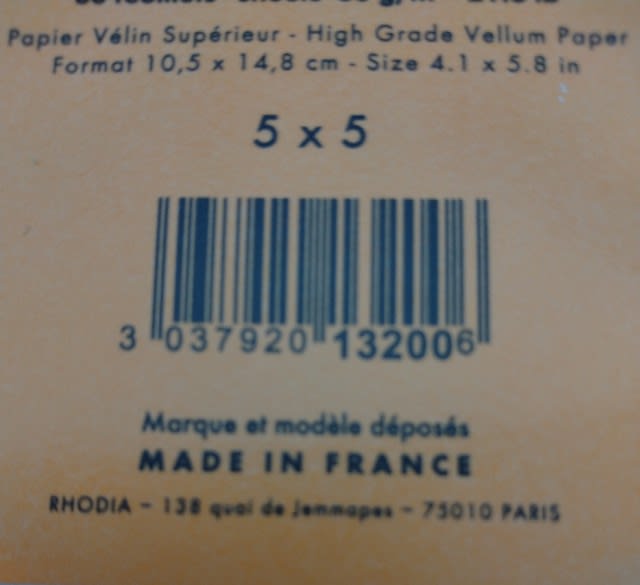 Papier Vélin Supérieur - High Grade Vellum Paper
Format 10,5 x 14,8 cm - Size 4.1 x 5.8 in
5 x 5
3 037920 132006
Marque et modèle déposés
MADE IN FRANCE
RHODIA - 138 quai de Jemmapes - 75010 PARIS